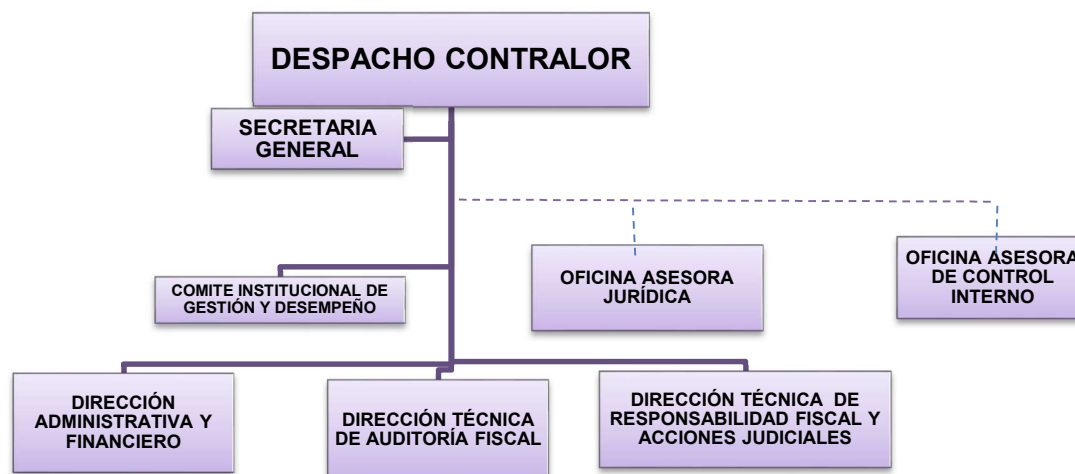 DESPACHO CONTRALOR
SECRETARIA
GENERAL
OFICINA ASESORA
JURÍDICA
OFICINA ASESORA
DE CONTROL
INTERNO
COMITE INSTITUCIONAL DE
GESTIÓN Y DESEMPEÑO
DIRECCIÓN
ADMINISTRATIVA Y
FINANCIERO
DIRECCIÓN TÉCNICA
DE AUDITORÍA FISCAL
DIRECCIÓN TÉCNICA DE
RESPONSABILIDAD FISCAL Y
ACCIONES JUDICIALES